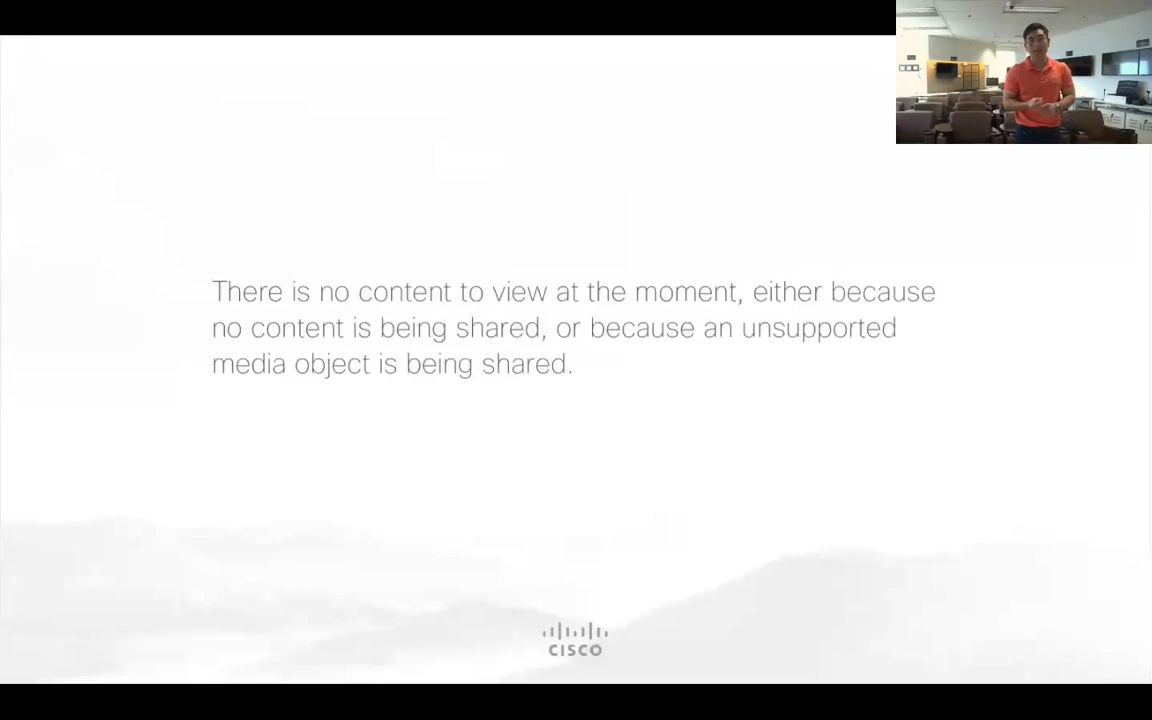 There is no content to view at the moment, either because
no content is being shared, or because an unsupported
media object is being shared.
CISCO